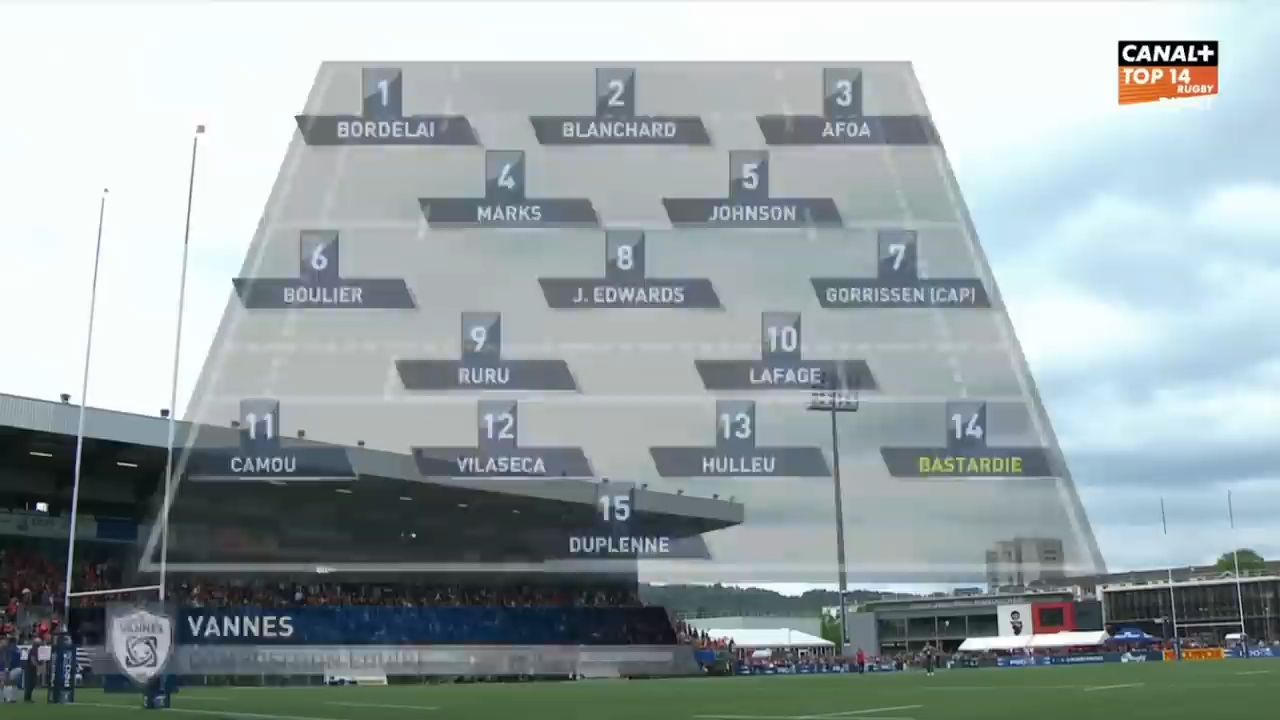 CANAL+
TOP 14
RUGBY
1
2
3
BORDELAI
BLANCHARD
AFOA
4
5
MARKS
JOHNSON
6
8
7
BOULIER
J. EDWARDS
GORRISSEN (CAP)
9
10
RURU
LAFAGE
11
12
13
14
CAMOU
VILASECA
HULLEU
BASTARDIE
15
DUPLENNE
VANNES
VANNES